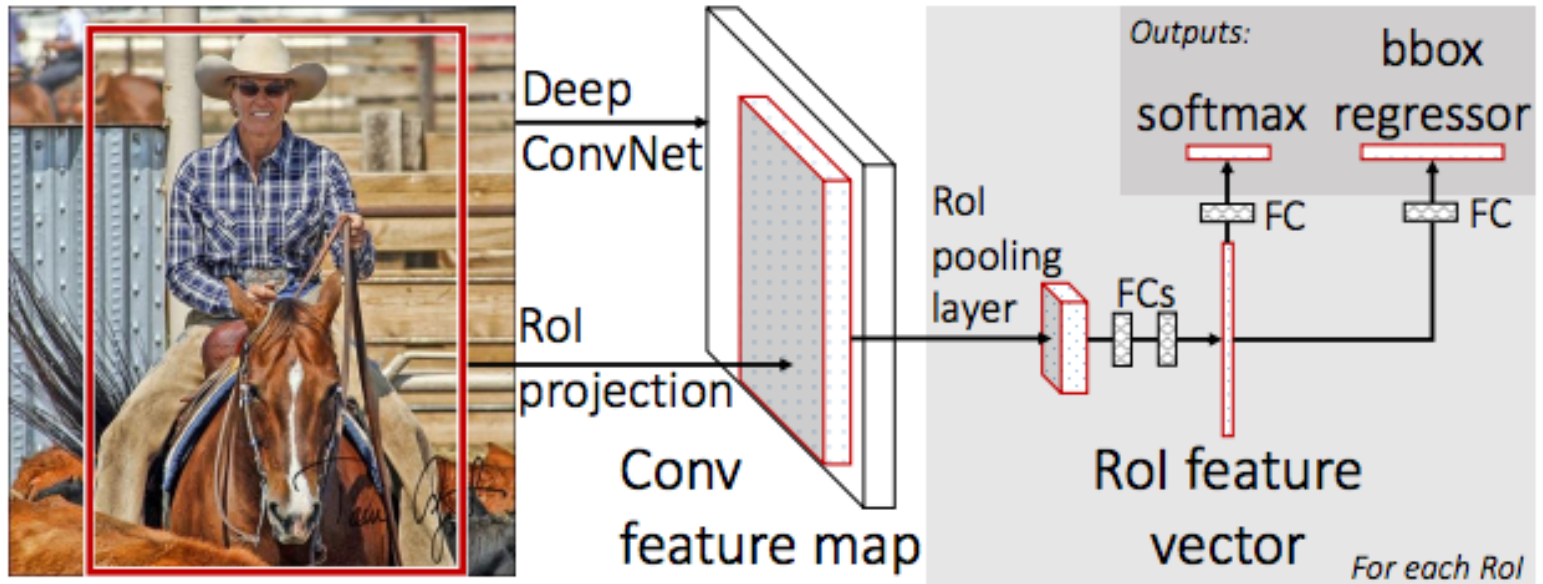 Deep
ConvNet
RoI
projection
Conv
feature map
RoI
pooling
layer
FCs
RoI feature
vector
For each RoI
Outputs:
softmax
bbox
regressor
FC
FC